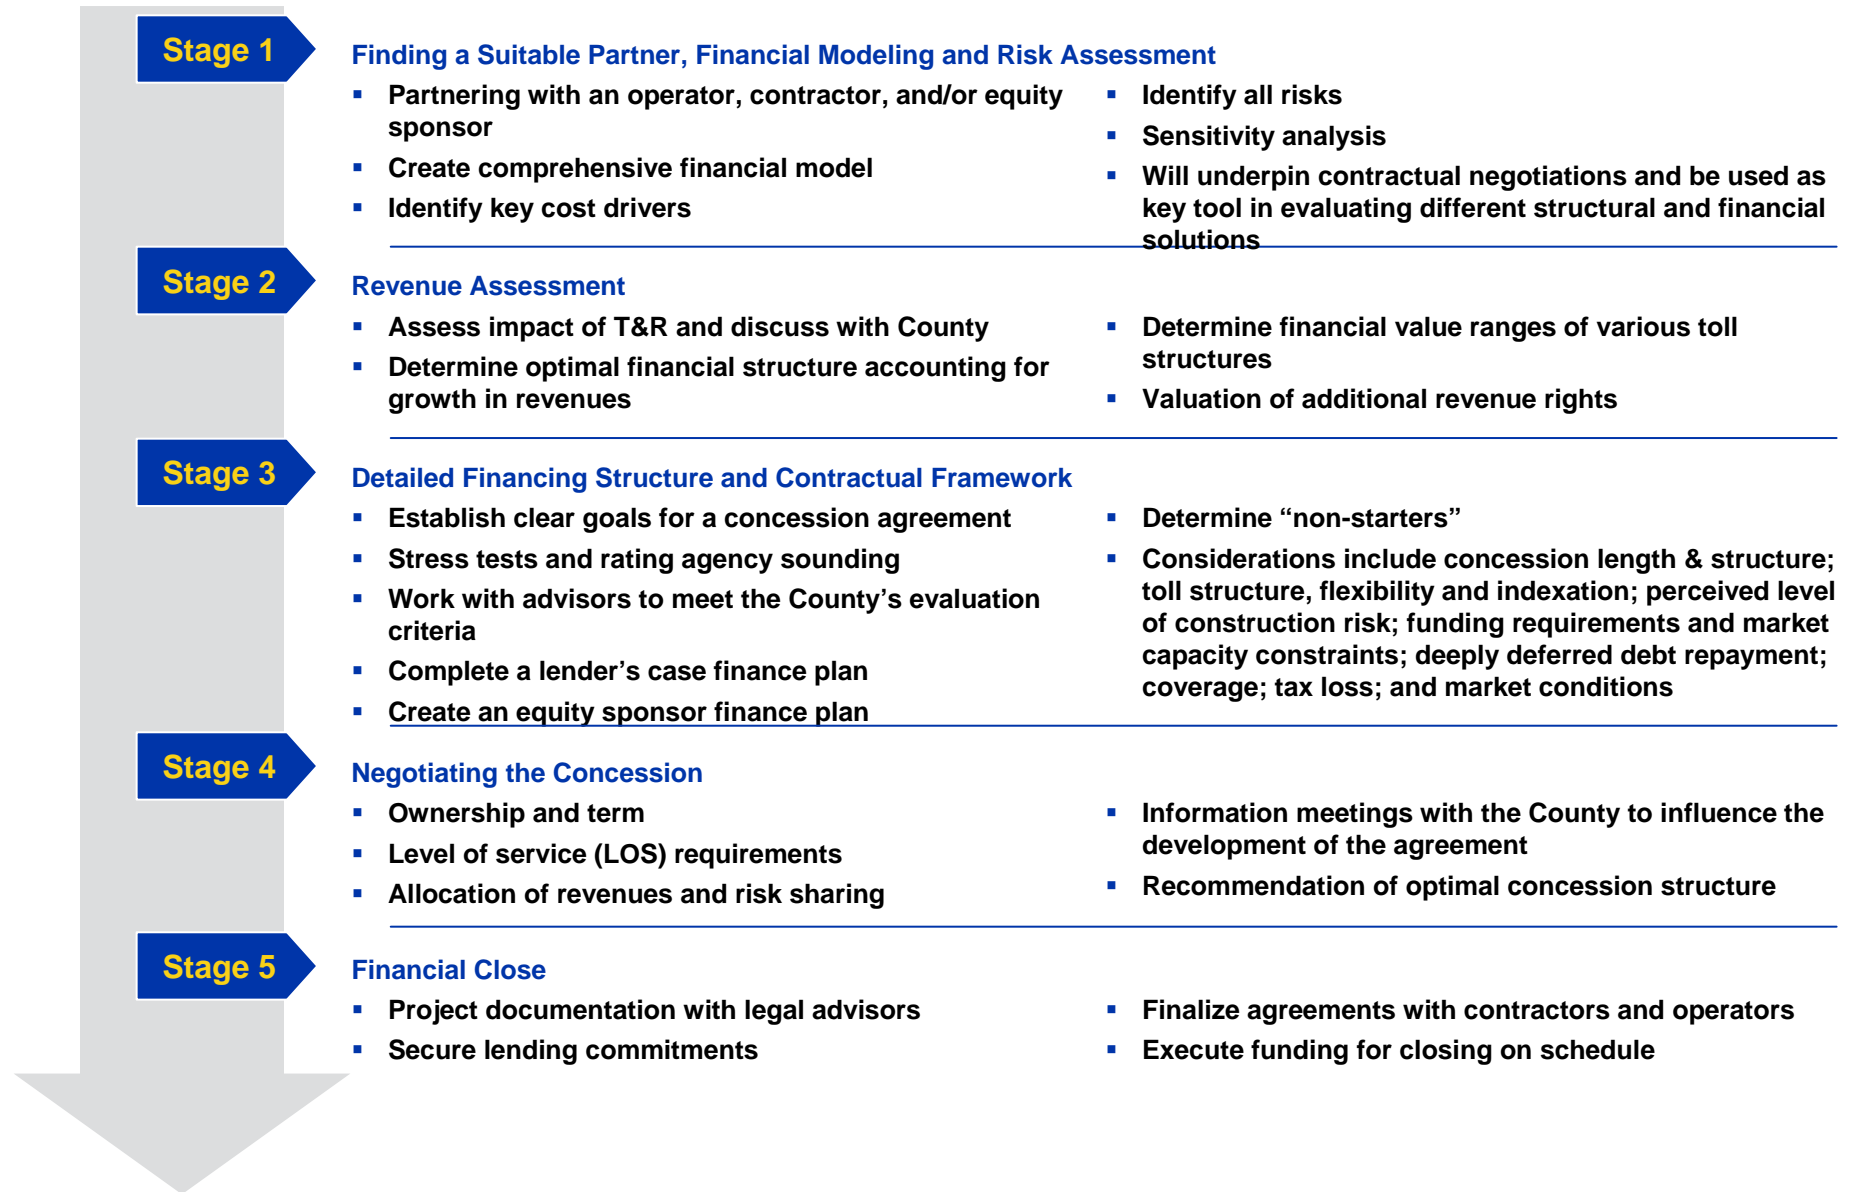 Stage 1
Finding a Suitable Partner, Financial Modeling and Risk Assessment
▪ Partnering with an operator, contractor, and/or equity
sponsor
▪ Create comprehensive financial model
▪ Identify key cost drivers
▪ Identify all risks
▪ Sensitivity analysis
▪ Will underpin contractual negotiations and be used as
key tool in evaluating different structural and financial
solutions
Stage 2
Revenue Assessment
▪ Assess impact of T&R and discuss with County
▪ Determine optimal financial structure accounting for
growth in revenues
▪ Determine financial value ranges of various toll
structures
▪ Valuation of additional revenue rights
Stage 3
Detailed Financing Structure and Contractual Framework
▪ Establish clear goals for a concession agreement
▪ Stress tests and rating agency sounding
▪ Work with advisors to meet the County’s evaluation
criteria
▪ Complete a lender’s case finance plan
▪ Create an equity sponsor finance plan
▪ Determine “non-starters”
▪ Considerations include concession length & structure;
toll structure, flexibility and indexation; perceived level
of construction risk; funding requirements and market
capacity constraints; deeply deferred debt repayment;
coverage; tax loss; and market conditions
Stage 4
Negotiating the Concession
▪ Ownership and term
▪ Level of service (LOS) requirements
▪ Allocation of revenues and risk sharing
▪ Information meetings with the County to influence the
development of the agreement
▪ Recommendation of optimal concession structure
Stage 5
Financial Close
▪ Project documentation with legal advisors
▪ Secure lending commitments
▪ Finalize agreements with contractors and operators
▪ Execute funding for closing on schedule